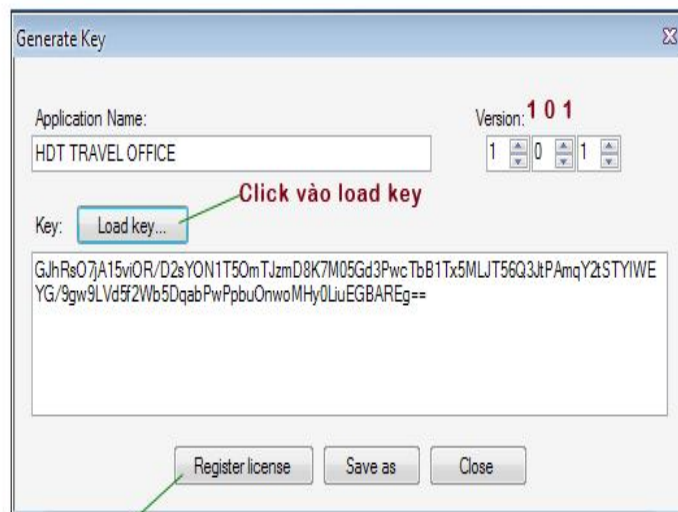 Generate Key
Application Name:
Version: 1 0 1
HDT TRAVEL OFFICE
1 0 1
Click vào load key
Key: Load key...
GJhRsO7jA15viOR/D2sYON1T5OmTJzmD8K7M05Gd3PwcTbB1Tx5MLJT56Q3JtPAmqY2tSTYIWE
YG/9gw9LVd5f2Wb5DqabPwPpbuOnwoMHy0LiuEGBAREg==
Register license Save as Close